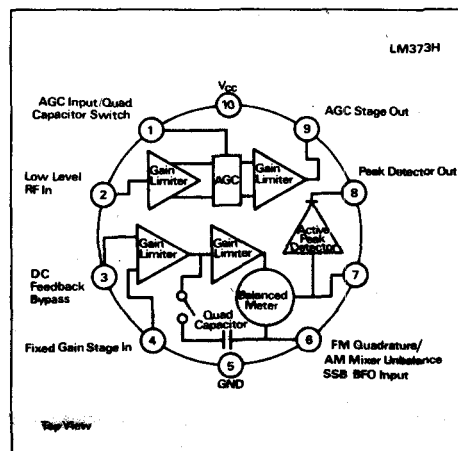 LM373H
VCC
10
AGC Input/Quad
Capacitor Switch
1
AGC Stage Out
9
Gain
Limiter
AGC
Gain
Limiter
Low Level
RF In
2
Peak Detector Out
8
Gain
Limiter
Gain
Limiter
Active
Peak
Detector
DC
Feedback
Bypass
3
7
Balanced
Meter
Quad
Capacitor
Fixed Gain Stage In
4
5
GND
6
FM Quadrature/
AM Mixer Unbalance
SSB BFO Input
Top View